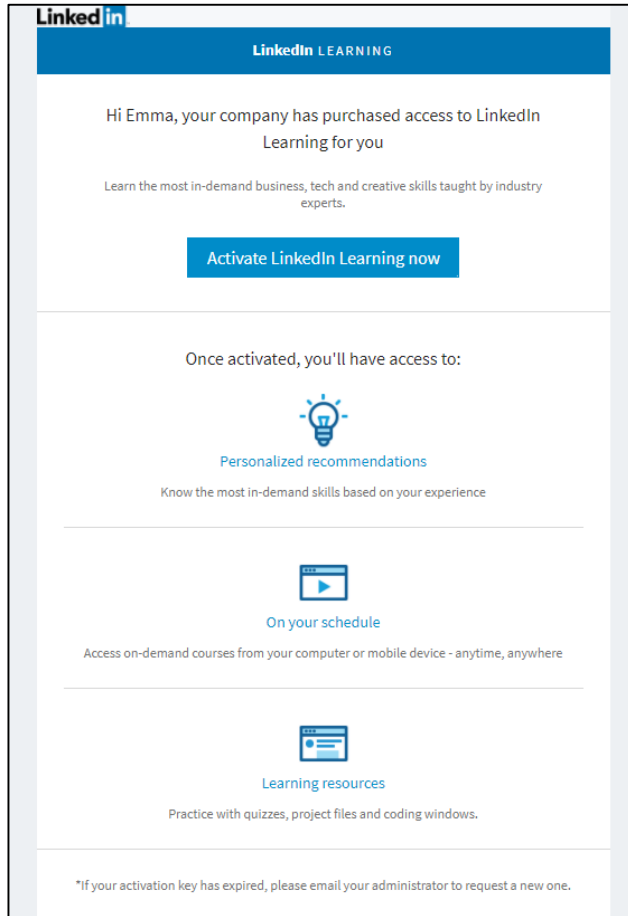 Linked in
LinkedIn LEARNING
Hi Emma, your company has purchased access to LinkedIn
Learning for you
Learn the most in-demand business, tech and creative skills taught by industry
experts.
Activate LinkedIn Learning now
Once activated, you'll have access to:
Personalized recommendations
Know the most in-demand skills based on your experience
On your schedule
Access on-demand courses from your computer or mobile device - anytime, anywhere
Learning resources
Practice with quizzes, project files and coding windows.
*If your activation key has expired, please email your administrator to request a new one.